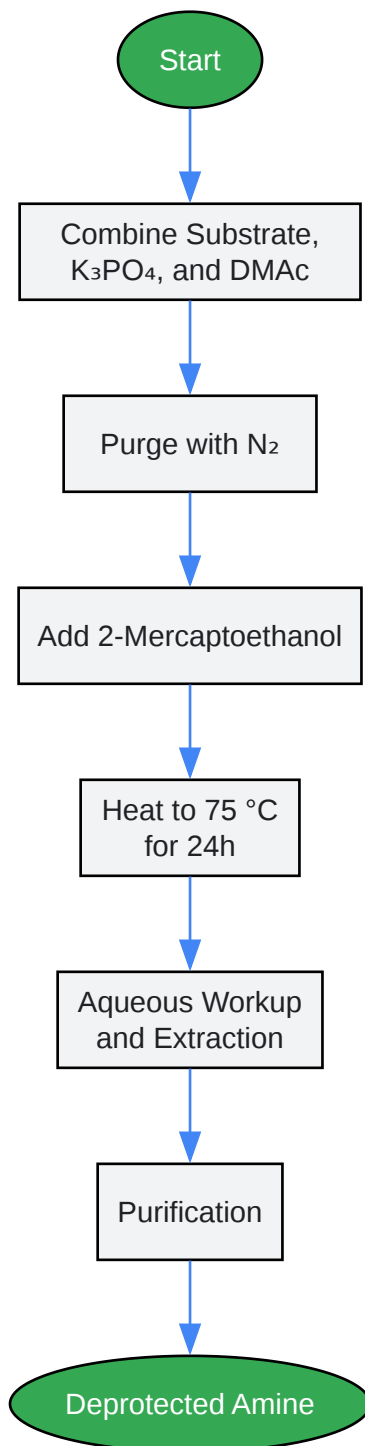 Start
Combine Substrate,
K₃PO₄, and DMAc
Purge with N₂
Add 2-Mercaptoethanol
Heat to 75 °C
for 24h
Aqueous Workup
and Extraction
Purification
Deprotected Amine